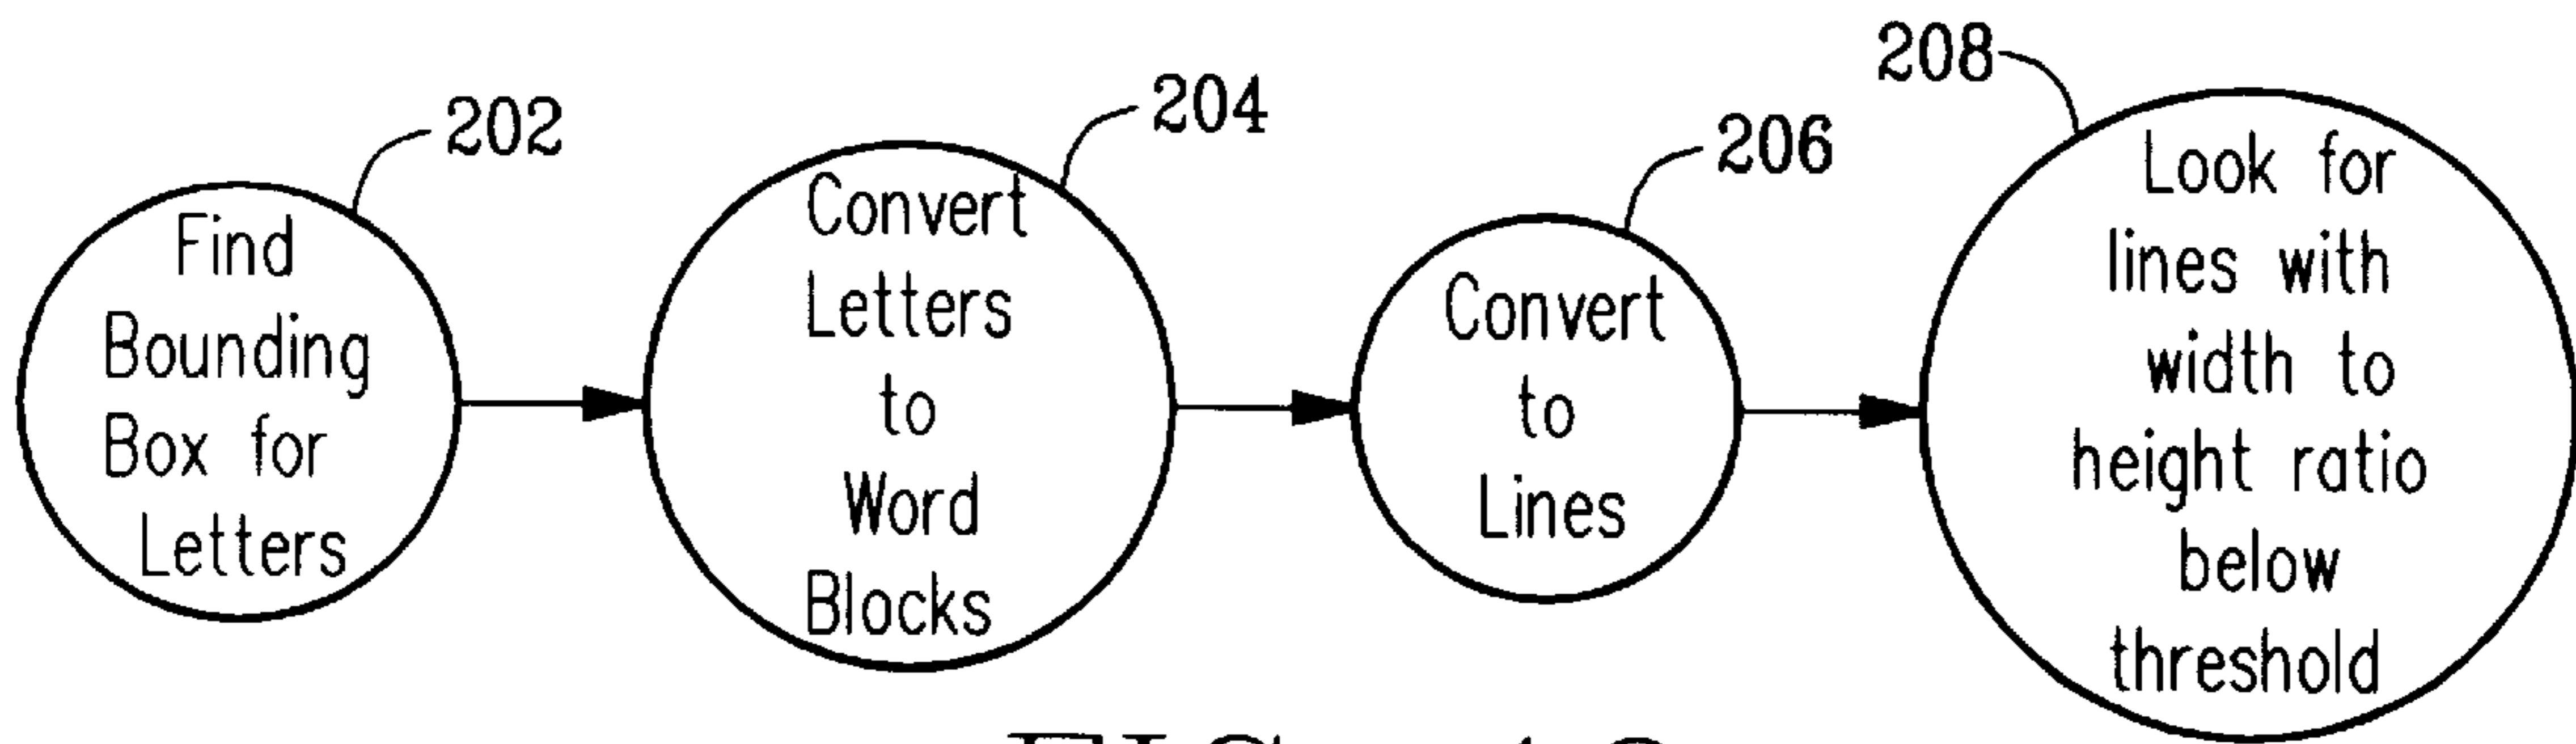 202
Find
Bounding
Box for
Letters
204
Convert
Letters
to
Word
Blocks
206
Convert
to
Lines
208
Look for
lines with
width to
height ratio
below
threshold